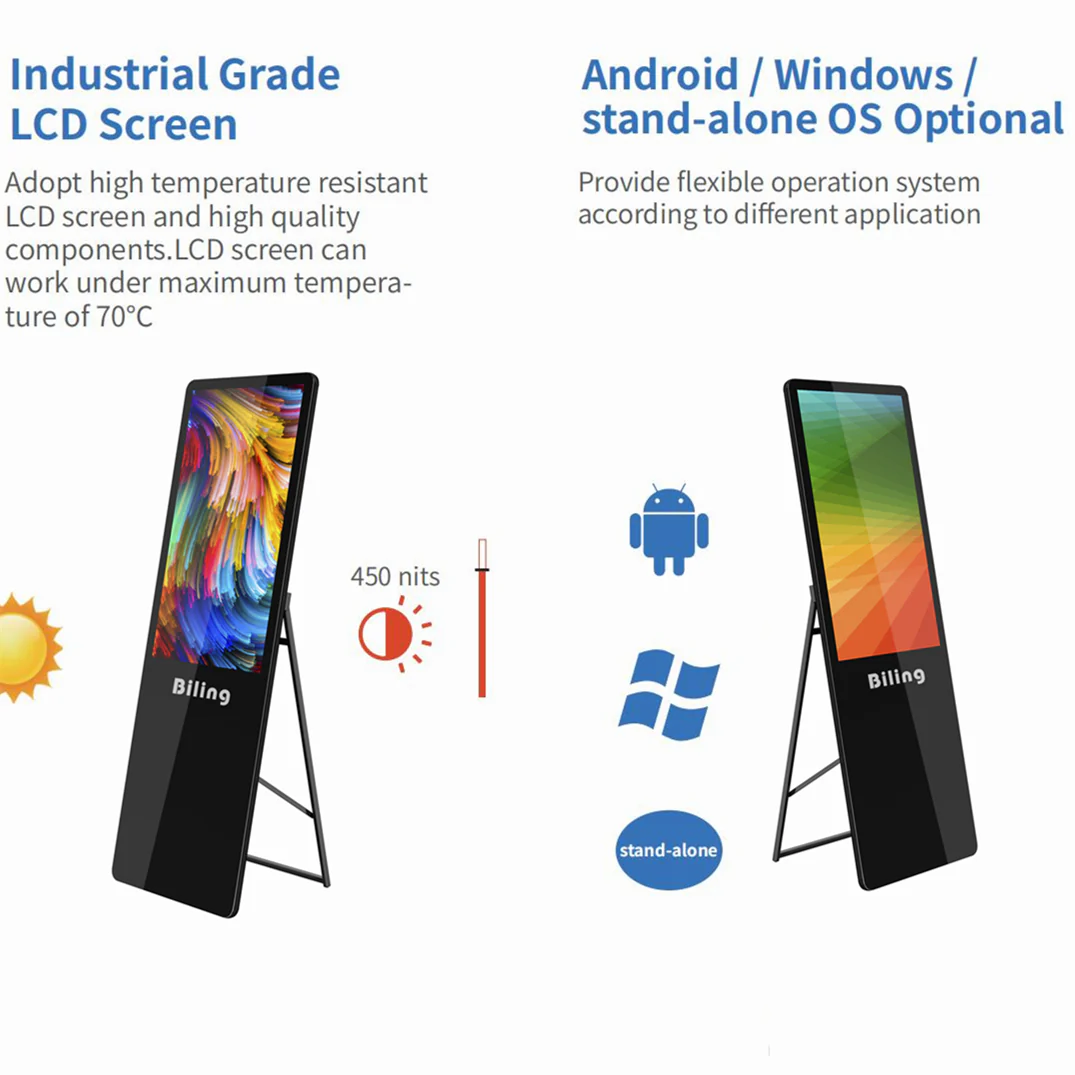 Industrial Grade
LCD Screen
Adopt high temperature resistant
LCD screen and high quality
components.LCD screen can
work under maximum tempera-
ture of 70°C
450 nits
Biling
Android / Windows /
stand-alone OS Optional
Provide flexible operation system
according to different application
stand-alone
Biling